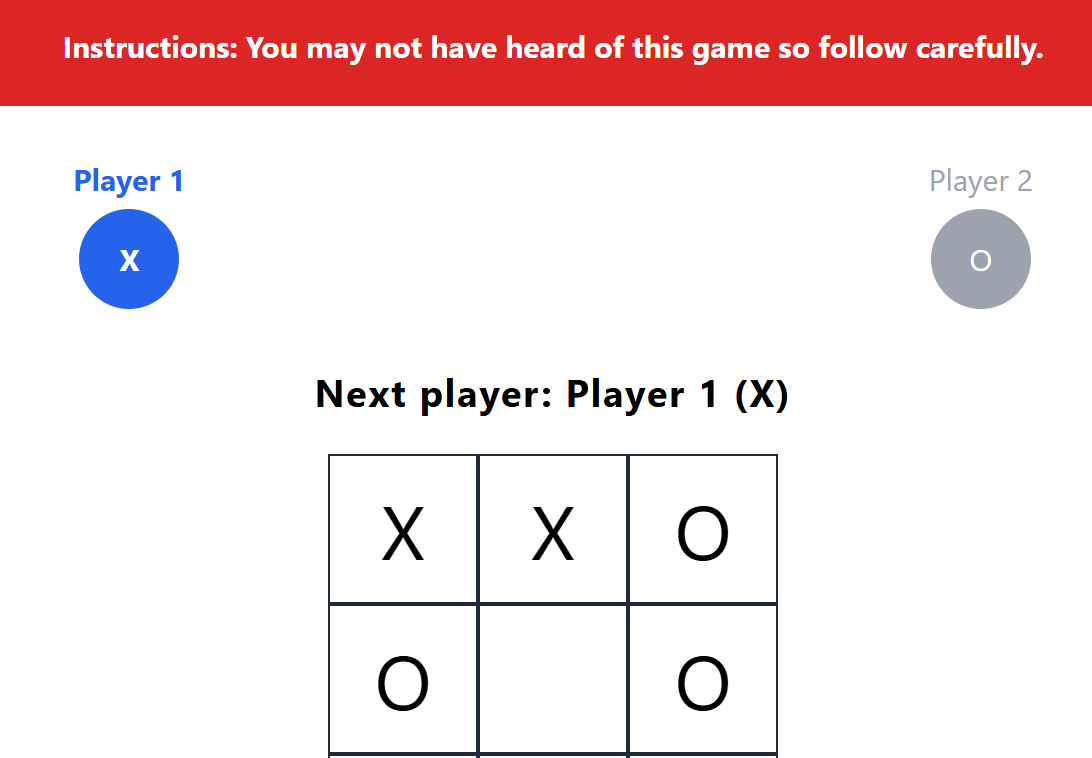 Instructions: You may not have heard of this game so follow carefully.
Player 1
Player 2
X
O
Next player: Player 1 (X)
X X O
O O